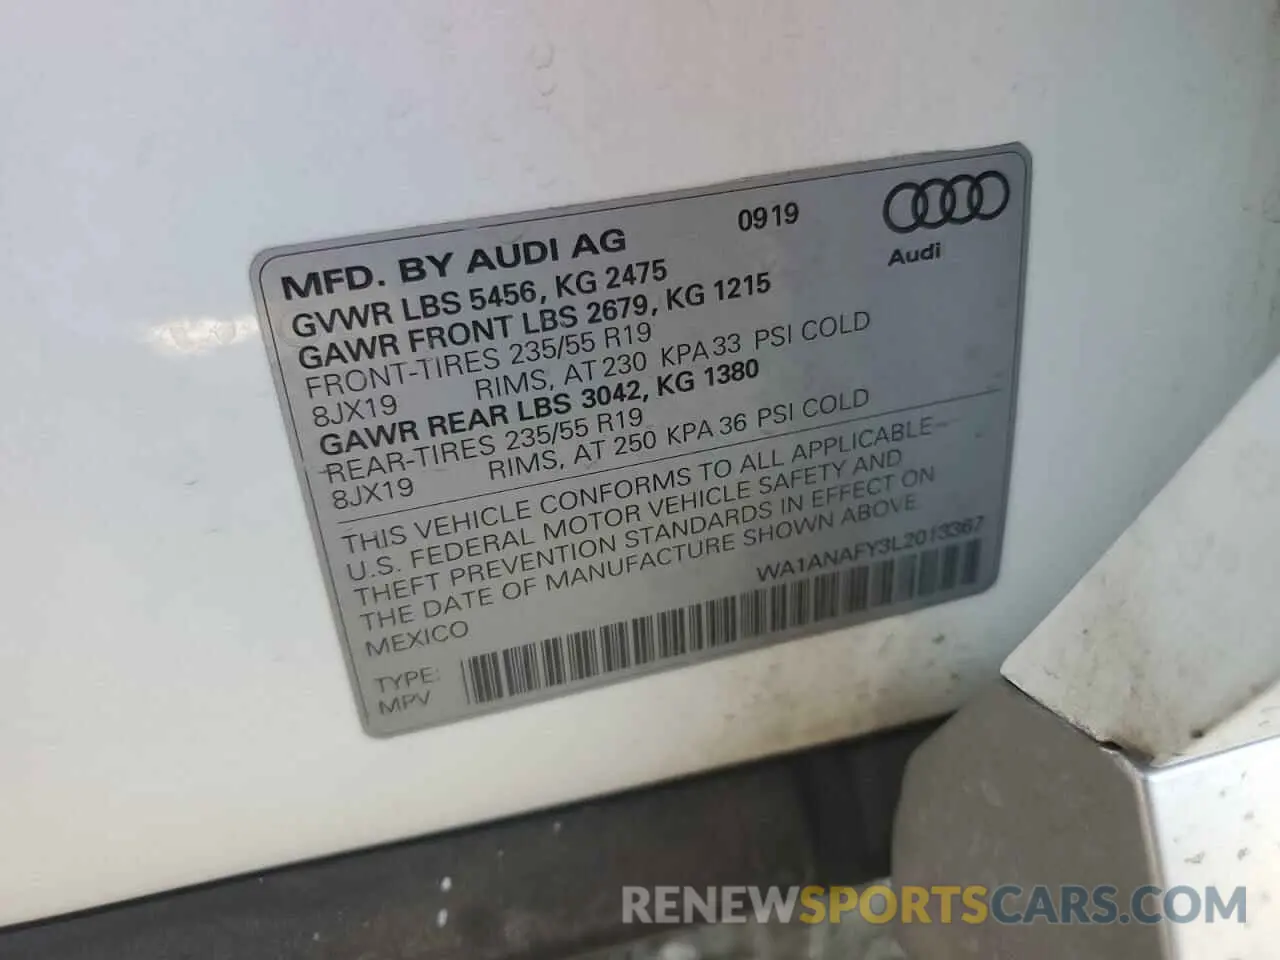 MFD. BY AUDI AG 0919
Audi
GVWR LBS 5456, KG 2475
GAWR FRONT LBS 2679, KG 1215
FRONT-TIRES 235/55 R19
8JX19 RIMS, AT 230 KPA 33 PSI COLD
GAWR REAR LBS 3042, KG 1380
REAR-TIRES 235/55 R19
8JX19 RIMS, AT 250 KPA 36 PSI COLD
THIS VEHICLE CONFORMS TO ALL APPLICABLE
U.S. FEDERAL MOTOR VEHICLE SAFETY AND
THEFT PREVENTION STANDARDS IN EFFECT ON
THE DATE OF MANUFACTURE SHOWN ABOVE
MEXICO WA1ANAFY3L2013367
TYPE:
MPV
RENEWSPORTSCARS.COM